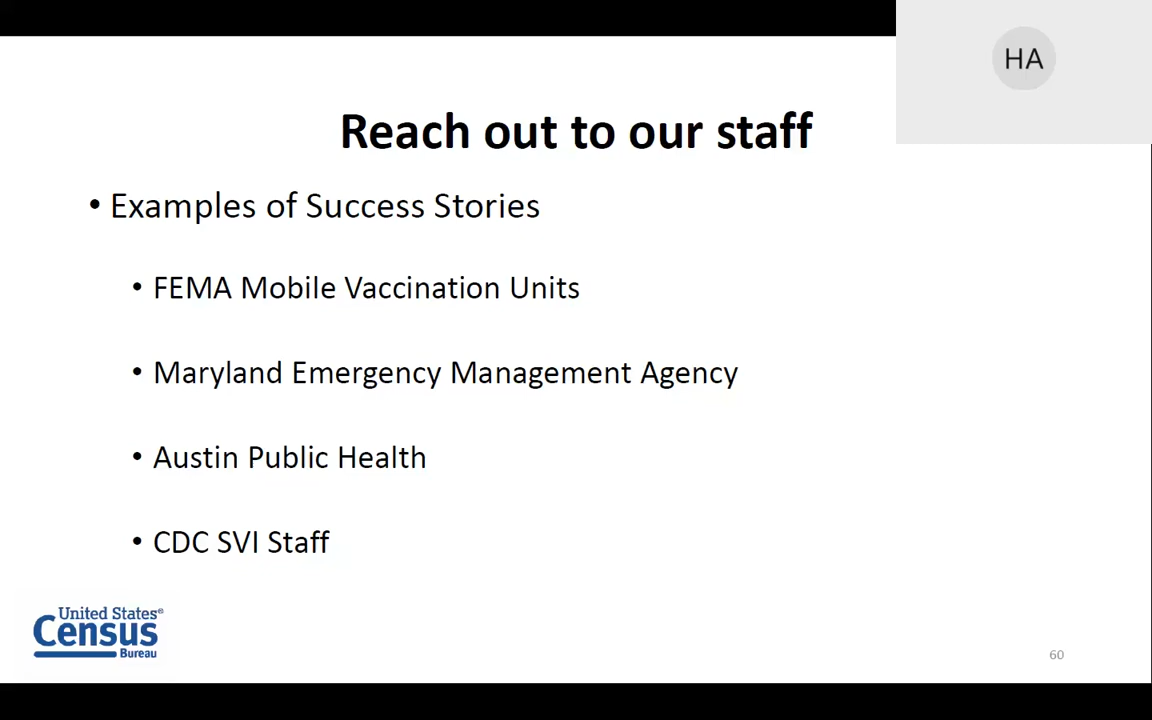 HA
Reach out to our staff
• Examples of Success Stories
• FEMA Mobile Vaccination Units
• Maryland Emergency Management Agency
• Austin Public Health
• CDC SVI Staff
United States®
Census
Bureau
60